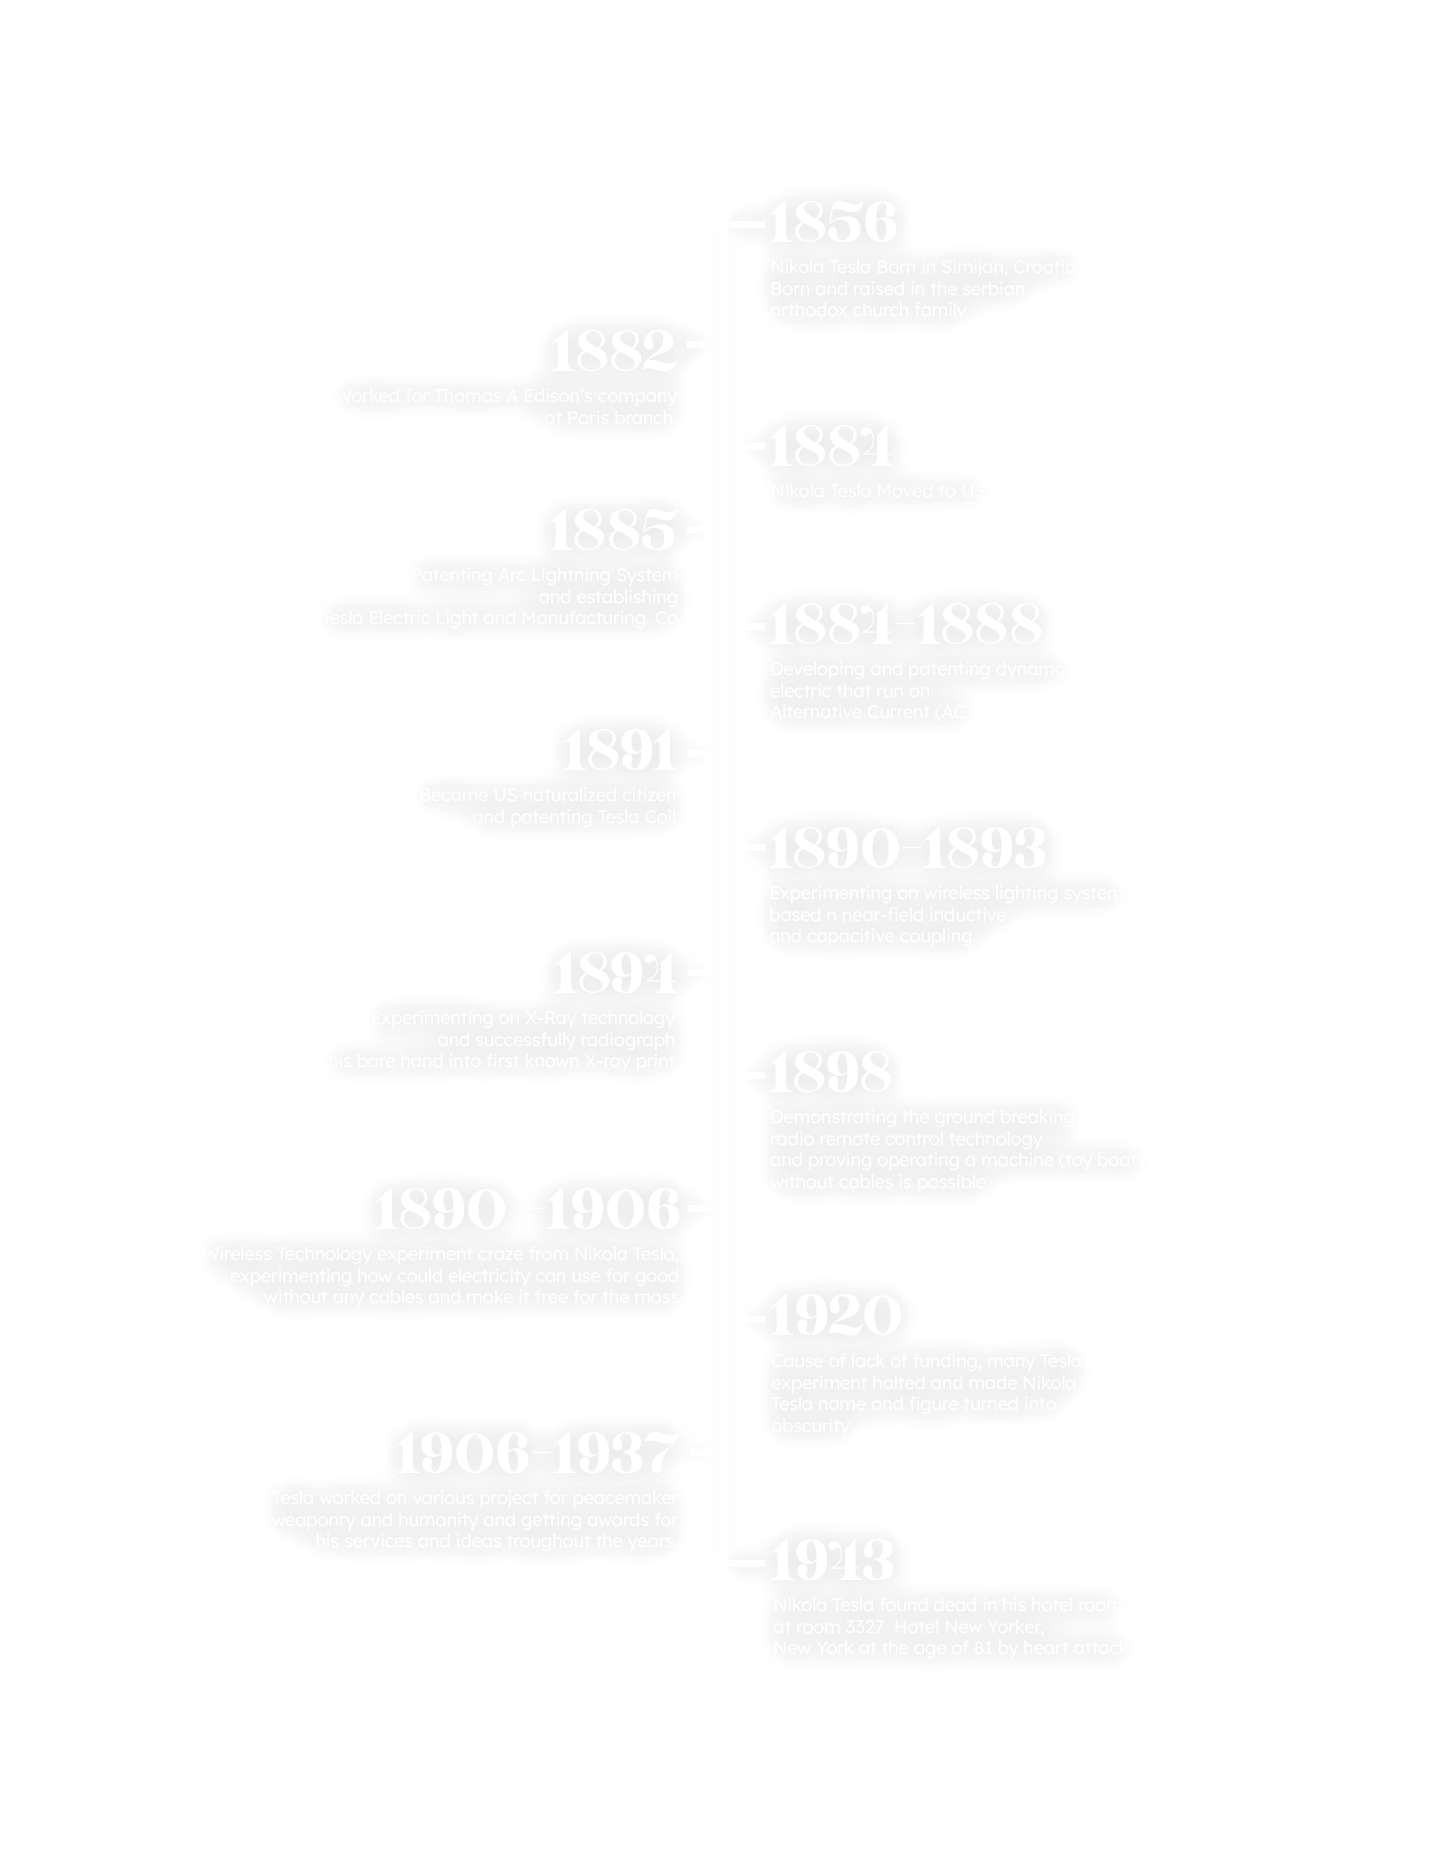 1856
Nikola Tesla Born in Simijan, Croatia
Born and raised in the serbian
orthodox church family
1882
Worked for Thomas A Edison's company
at Paris branch.
1884
Nikola Tesla Moved to US
1885
Patenting Arc Lightning System
and establishing
Tesla Electric Light and Manufacturing. Co
1884-1888
Developing and patenting dynamo
electric that run on
Alternative Current (AC)
1891
Became US naturalized citizen
and patenting Tesla Coil
1890-1893
Experimenting on wireless lighting system
based n near-field inductive
and capacitive coupling.
1894
Experimenting on X-Ray technology
and successfully radiograph
his bare hand into first known X-ray print
1898
Demonstrating the ground breaking
radio remote control technology
and proving operating a machine (toy boat)
without cables is possible
1890 -1906
Wireless Technology experiment craze from Nikola Tesla,
experimenting how could electricity can use for good
without any cables and make it free for the mass
1920
Cause of lack of funding, many Tesla
experiment halted and made Nikola
Tesla name and figure turned into
obscurity
1906-1937
Tesla worked on various project for peacemaker
weaponry and humanity and getting awards for
his services and ideas troughout the years
1943
Nikola Tesla found dead in his hotel room
at room 3327 Hotel New Yorker,
New York at the age of 81 by heart attack